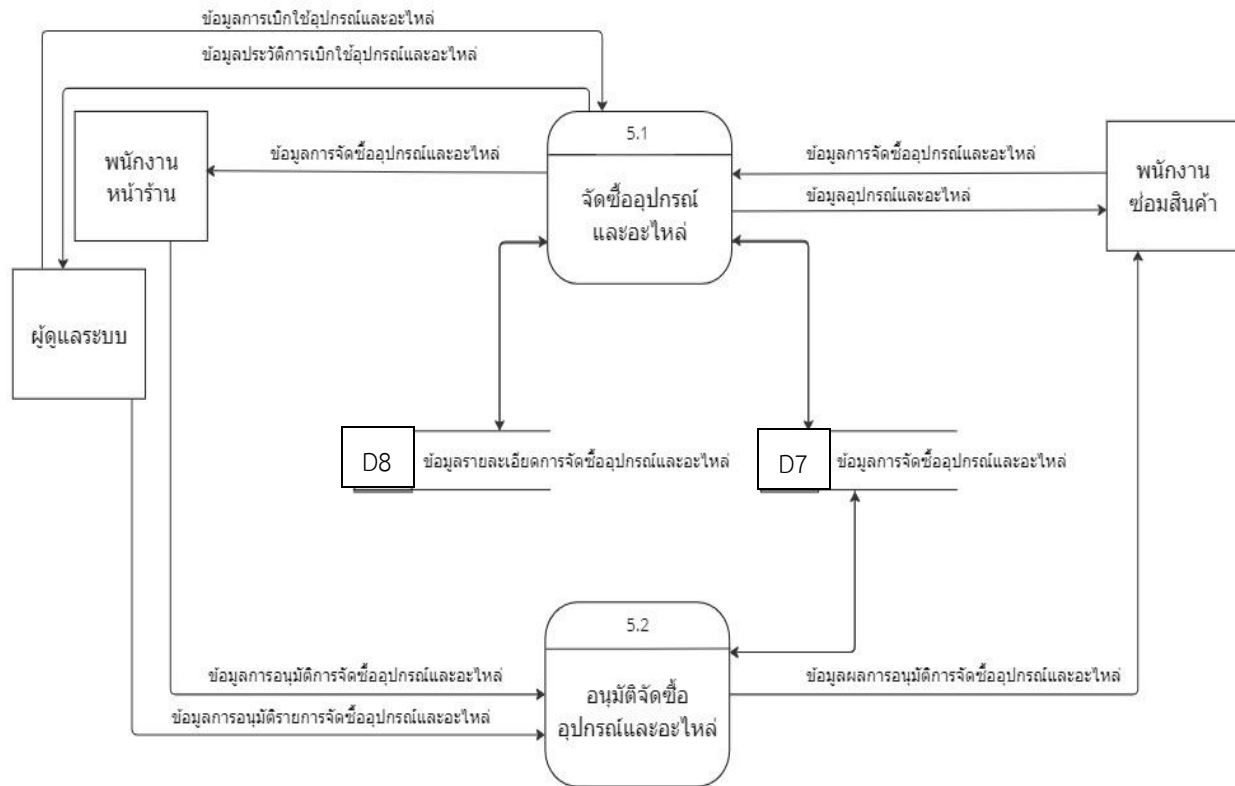 ข้อมูลการเบิกใช้อุปกรณ์และอะไหล่
ข้อมูลประวัติการเบิกใช้อุปกรณ์และอะไหล่
5.1
จัดซื้ออุปกรณ์
และอะไหล่
พนักงาน
หน้าร้าน
ข้อมูลการจัดซื้ออุปกรณ์และอะไหล่
ข้อมูลการจัดซื้ออุปกรณ์และอะไหล่
ข้อมูลอุปกรณ์และอะไหล่
พนักงาน
ซ่อมสินค้า
ผู้ดูแลระบบ
D8
ข้อมูลรายละเอียดการจัดซื้ออุปกรณ์และอะไหล่
D7
ข้อมูลการจัดซื้ออุปกรณ์และอะไหล่
5.2
อนุมัติจัดซื้อ
อุปกรณ์และอะไหล่
ข้อมูลการอนุมัติการจัดซื้ออุปกรณ์และอะไหล่
ข้อมูลการอนุมัติรายการจัดซื้ออุปกรณ์และอะไหล่
ข้อมูลผลการอนุมัติการจัดซื้ออุปกรณ์และอะไหล่